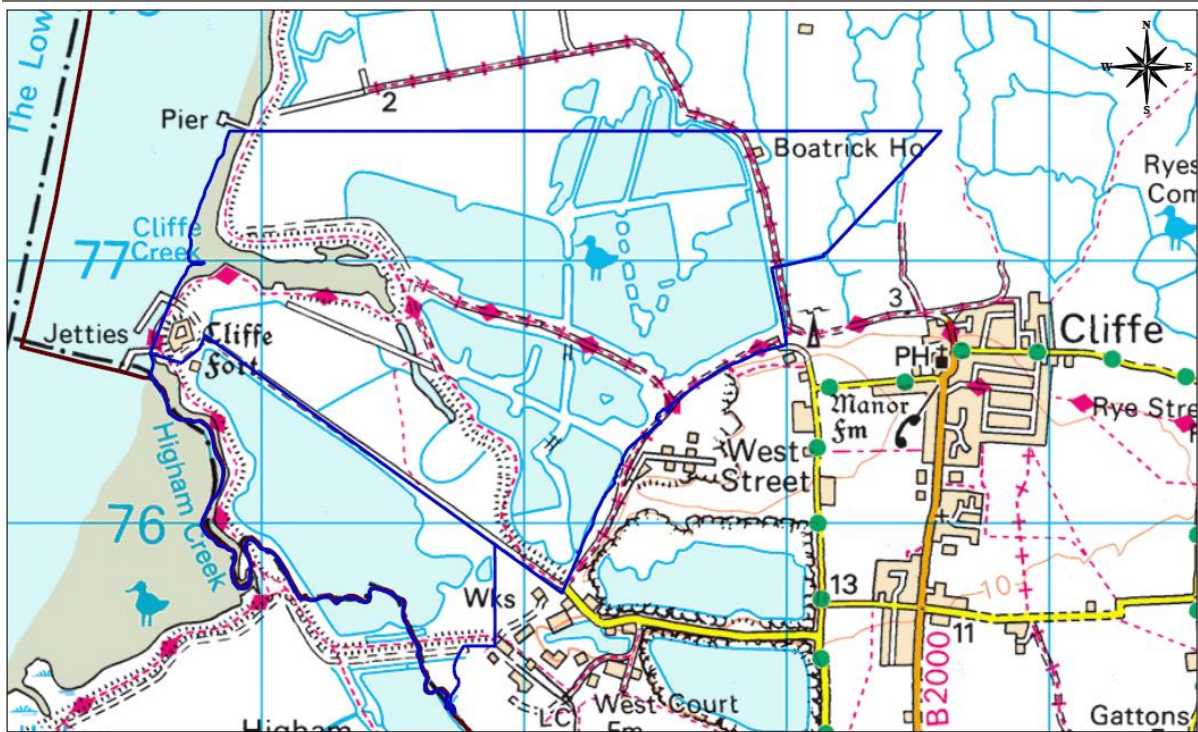 The Low
N
W
E
S
Pier
2
Boatrick Ho
Ryes
Com
Cliffe
Creek
77
Jetties
Cliffe
Fort
3
Cliffe
PH
Manor
Fm
Rye Stre
West
Street
Higham Creek
76
H
H
10
13
11
Wks
B2000
LC
West Court
Fm
Gattons
Higham